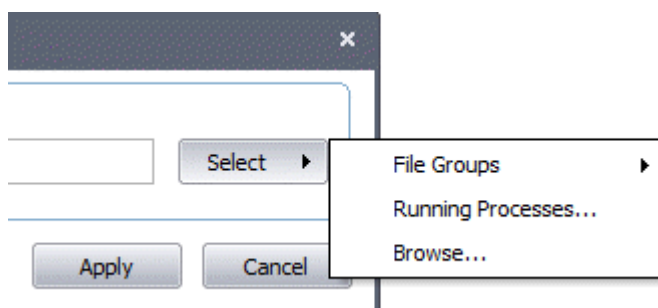 Select
File Groups
Running Processes...
Browse...
Apply
Cancel